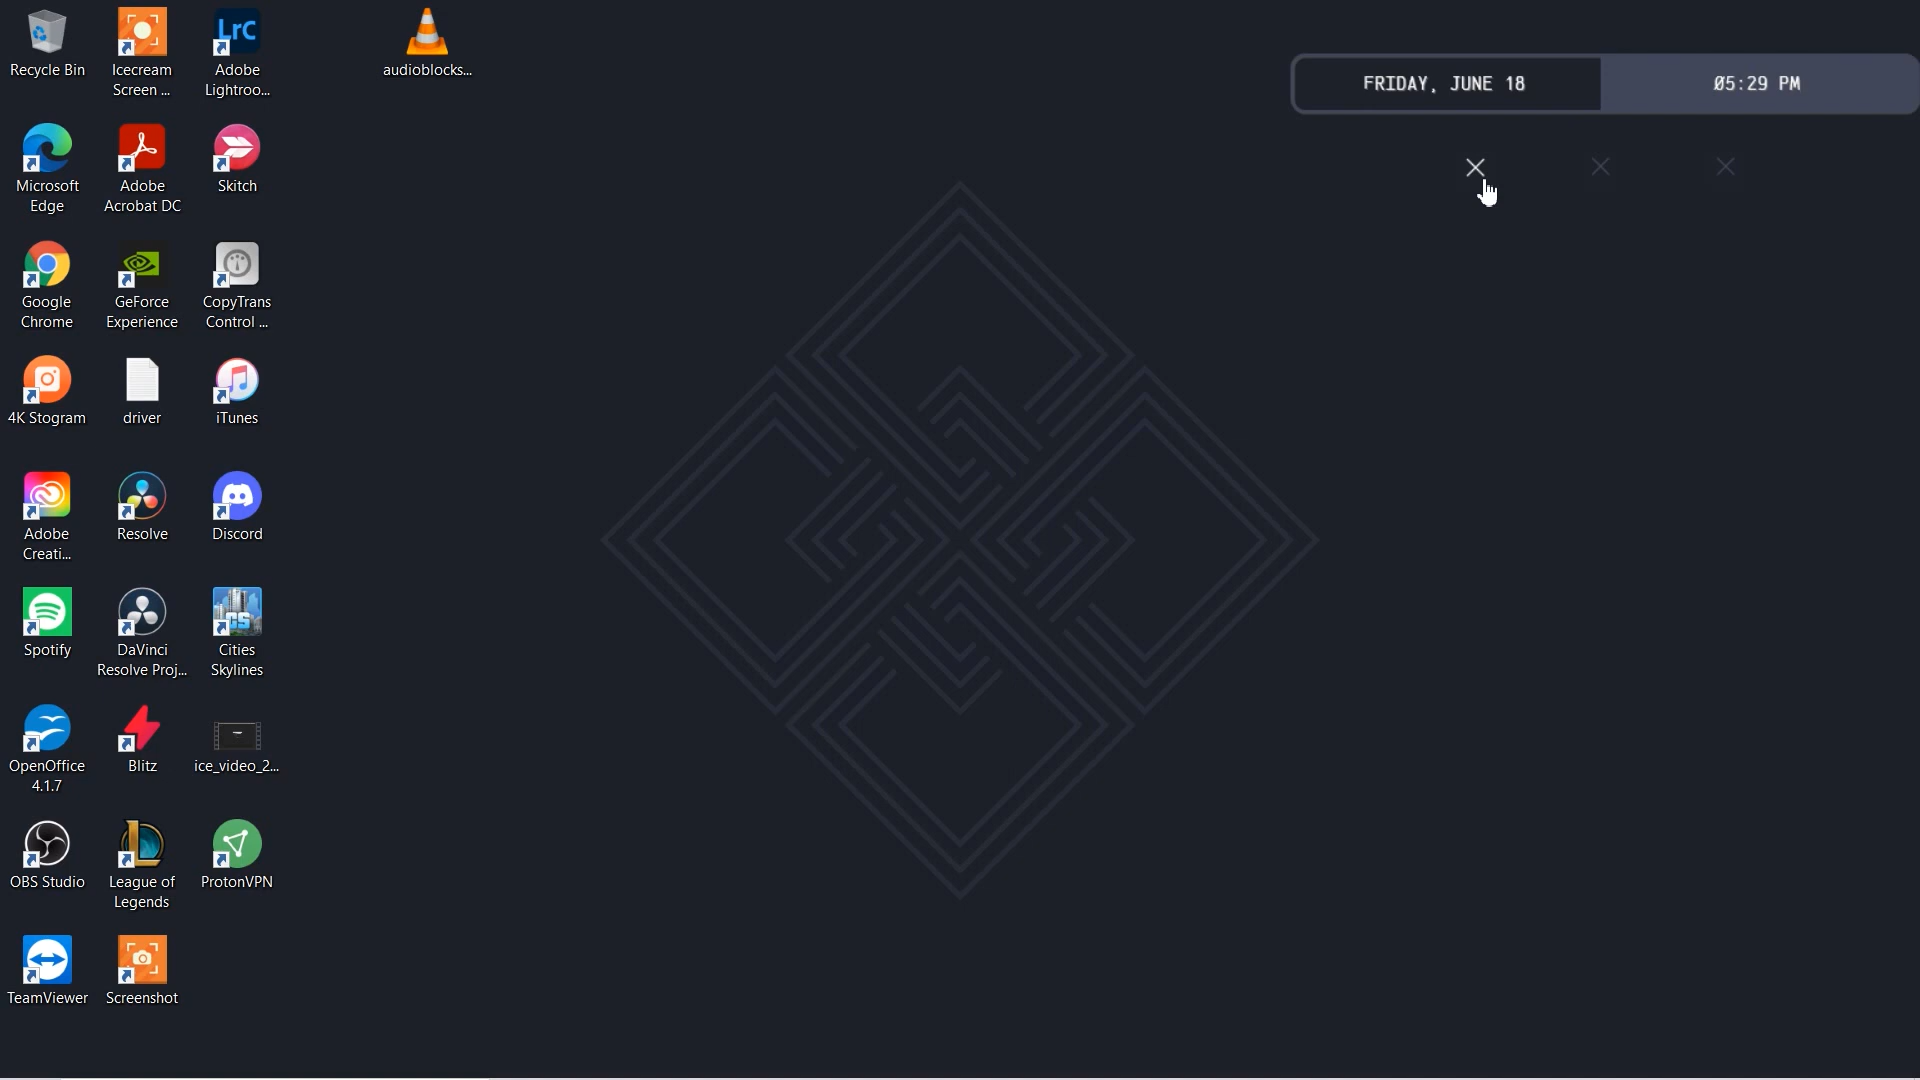 Recycle Bin
Icecream
Screen ...
LrC
Adobe
Lightroo...
audioblocks...
FRIDAY, JUNE 18
05:29 PM
Microsoft
Edge
Adobe
Acrobat DC
Skitch
Google
Chrome
GeForce
Experience
CopyTrans
Control ...
4K Stogram
driver
iTunes
Adobe
Creati...
Resolve
Discord
Spotify
DaVinci
Resolve Proj...
CS
Cities
Skylines
OpenOffice
4.1.7
Blitz
ice_video_2...
OBS Studio
League of
Legends
ProtonVPN
TeamViewer
Screenshot